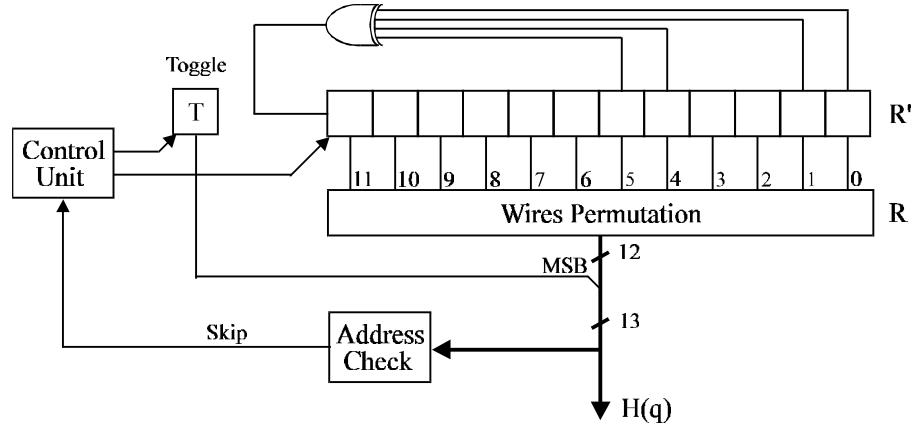 Toggle
T
R'
Control
Unit
11 10 9 8 7 6 5 4 3 2 1 0
Wires Permutation
R
12
MSB
13
Skip
Address
Check
H(q)